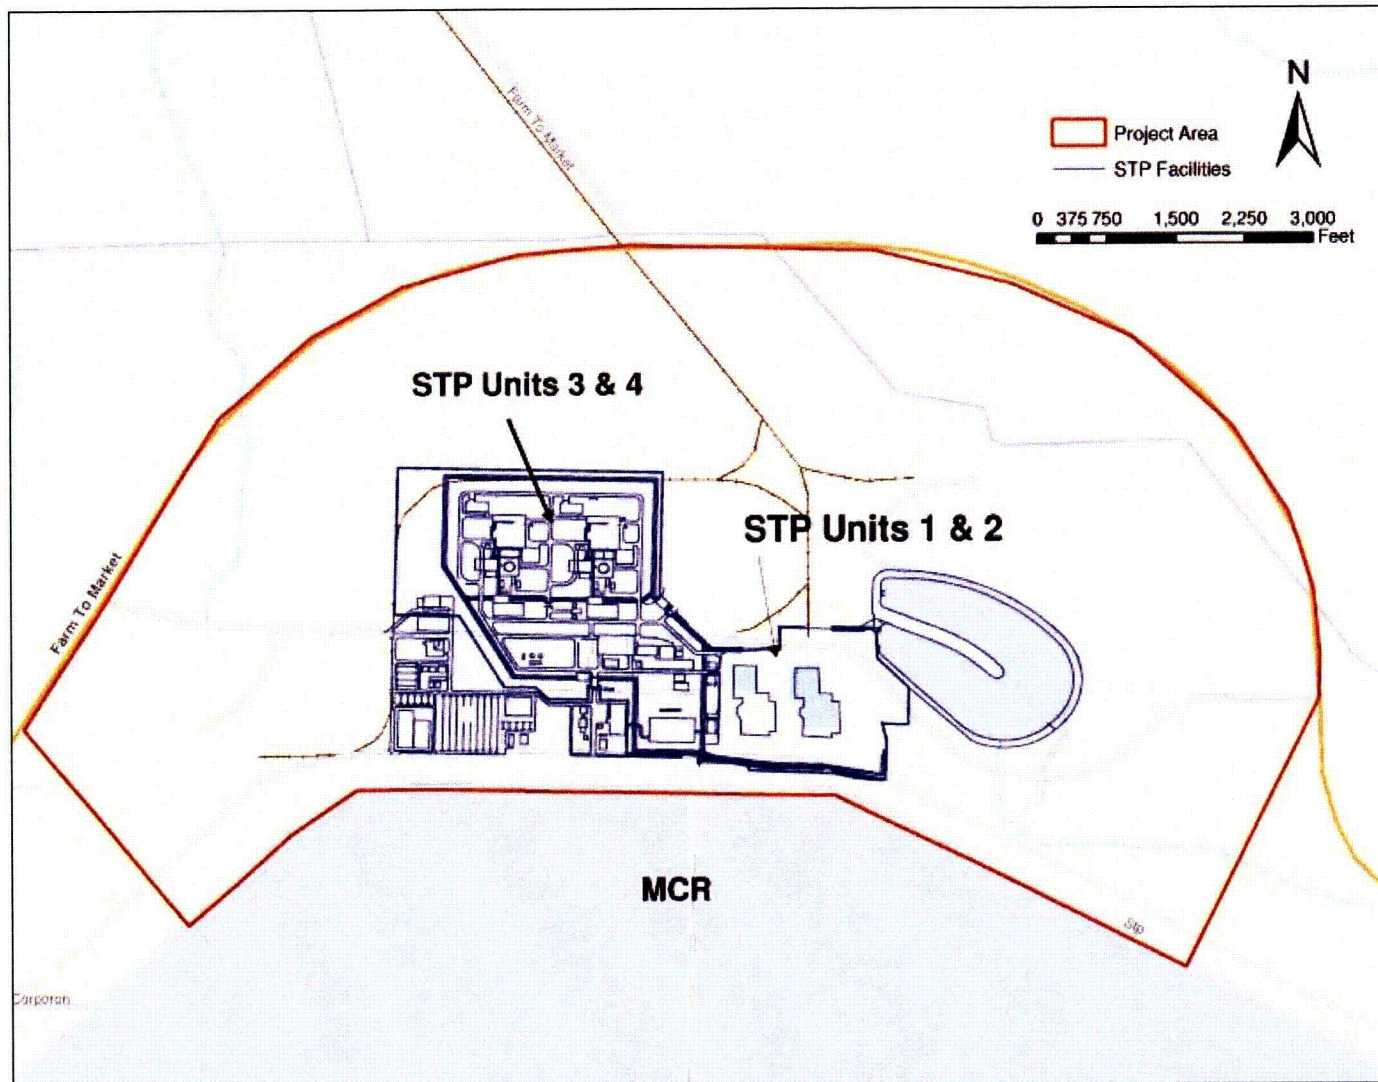 N
Project Area
STP Facilities
0 375 750 1,500 2,250 3,000
Feet
Farm To Market
STP Units 3 & 4
STP Units 1 & 2
Farm To Market
MCR
Stp